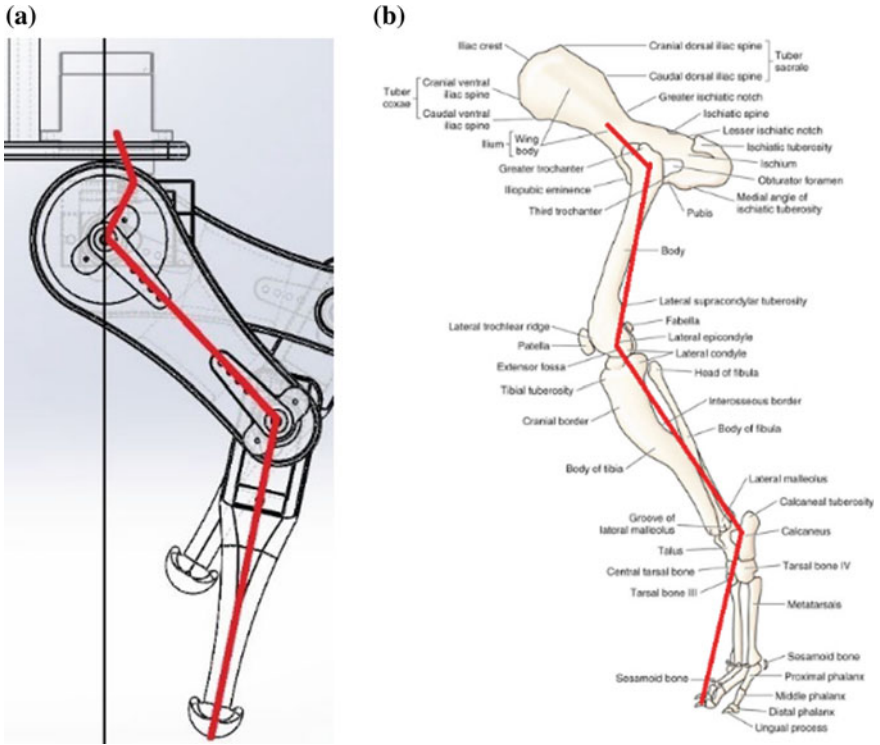 (a)
(b)
Iliac crest
Cranial dorsal iliac spine
Caudal dorsal iliac spine
Tuber
sacrale
Tuber
coxae
Cranial ventral
iliac spine
Caudal ventral
iliac spine
Greater ischiatic notch
Ischiatic spine
Lesser ischiatic notch
Ischiatic tuberosity
Ilium
Wing
body
Ischium
Greater trochanter
Obturator foramen
Iliopubic eminence
Medial angle of
ischiatic tuberosity
Third trochanter
Pubis
Body
Lateral supracondylar tuberosity
Lateral trochlear ridge
Fabella
Patella
Lateral epicondyle
Extensor fossa
Lateral condyle
Tibial tuberosity
Head of fibula
Cranial border
Interosseous border
Body of fibula
Body of tibia
Lateral malleolus
Calcaneal tuberosity
Groove of
lateral malleolus
Calcaneus
Talus
Central tarsal bone
Tarsal bone IV
Tarsal bone III
Metatarsals
Sesamoid bone
Sesamoid bone
Proximal phalanx
Middle phalanx
Distal phalanx
Ungual process